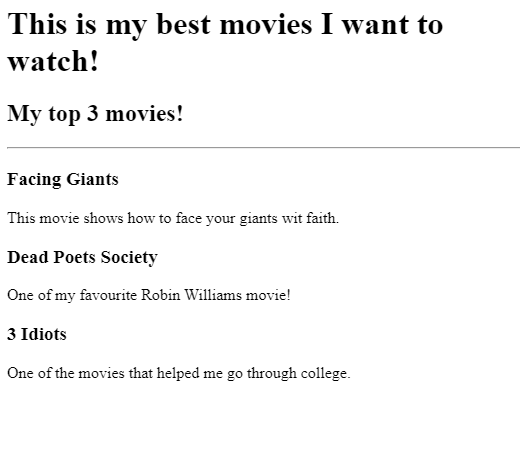 This is my best movies I want to
watch!
My top 3 movies!
Facing Giants
This movie shows how to face your giants wit faith.
Dead Poets Society
One of my favourite Robin Williams movie!
3 Idiots
One of the movies that helped me go through college.